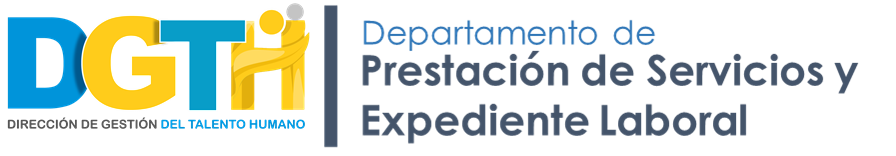 DGTH
DIRECCIÓN DE GESTIÓN DEL TALENTO HUMANO
Departamento de
Prestación de Servicios y
Expediente Laboral